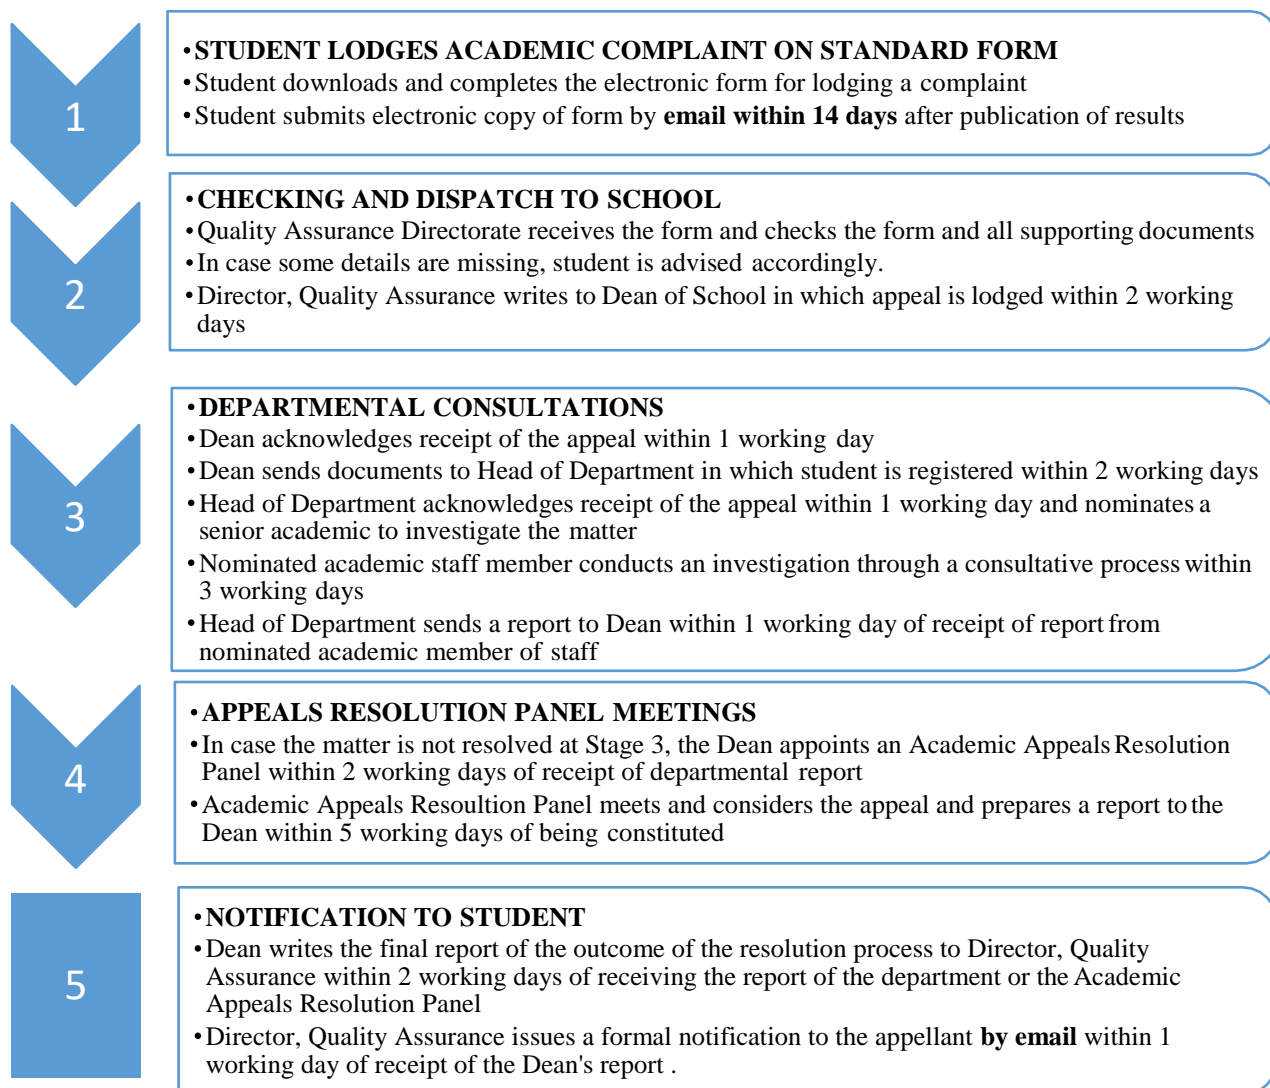 1
• STUDENT LODGES ACADEMIC COMPLAINT ON STANDARD FORM
• Student downloads and completes the electronic form for lodging a complaint
• Student submits electronic copy of form by email within 14 days after publication of results
2
• CHECKING AND DISPATCH TO SCHOOL
• Quality Assurance Directorate receives the form and checks the form and all supporting documents
• In case some details are missing, student is advised accordingly.
• Director, Quality Assurance writes to Dean of School in which appeal is lodged within 2 working
days
3
• DEPARTMENTAL CONSULTATIONS
• Dean acknowledges receipt of the appeal within 1 working day
• Dean sends documents to Head of Department in which student is registered within 2 working days
• Head of Department acknowledges receipt of the appeal within 1 working day and nominates a
senior academic to investigate the matter
• Nominated academic staff member conducts an investigation through a consultative process within
3 working days
• Head of Department sends a report to Dean within 1 working day of receipt of report from
nominated academic member of staff
4
• APPEALS RESOLUTION PANEL MEETINGS
• In case the matter is not resolved at Stage 3, the Dean appoints an Academic Appeals Resolution
Panel within 2 working days of receipt of departmental report
• Academic Appeals Resoultion Panel meets and considers the appeal and prepares a report to the
Dean within 5 working days of being constituted
5
• NOTIFICATION TO STUDENT
• Dean writes the final report of the outcome of the resolution process to Director, Quality
Assurance within 2 working days of receiving the report of the department or the Academic
Appeals Resolution Panel
• Director, Quality Assurance issues a formal notification to the appellant by email within 1
working day of receipt of the Dean's report .